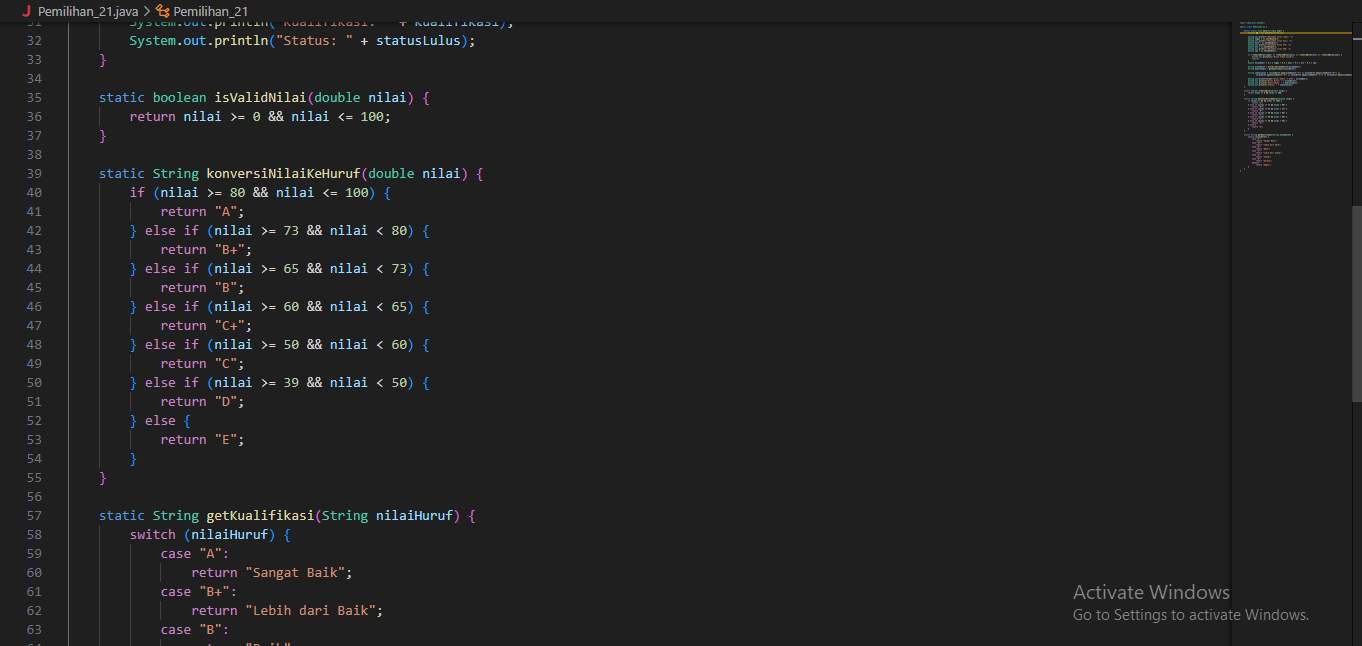 Pemilihan_21.java > Pemilihan_21
31 System.out.println("Kualifikasi: " + kualifikasi);
32 System.out.println("Status: " + statusLulus);
33 }
34
35 static boolean isValidNilai(double nilai) {
36 return nilai >= 0 && nilai <= 100;
37 }
38
39 static String konversiNilaiKeHuruf(double nilai) {
40 if (nilai >= 80 && nilai <= 100) {
41 return "A";
42 } else if (nilai >= 73 && nilai < 80) {
43 return "B+";
44 } else if (nilai >= 65 && nilai < 73) {
45 return "B";
46 } else if (nilai >= 60 && nilai < 65) {
47 return "C+";
48 } else if (nilai >= 50 && nilai < 60) {
49 return "C";
50 } else if (nilai >= 39 && nilai < 50) {
51 return "D";
52 } else {
53 return "E";
54 }
55 }
56
57 static String getKualifikasi(String nilaiHuruf) {
58 switch (nilaiHuruf) {
59 case "A":
60 return "Sangat Baik";
61 case "B+":
62 return "Lebih dari Baik";
63 case "B":
Activate Windows
Go to Settings to activate Windows.